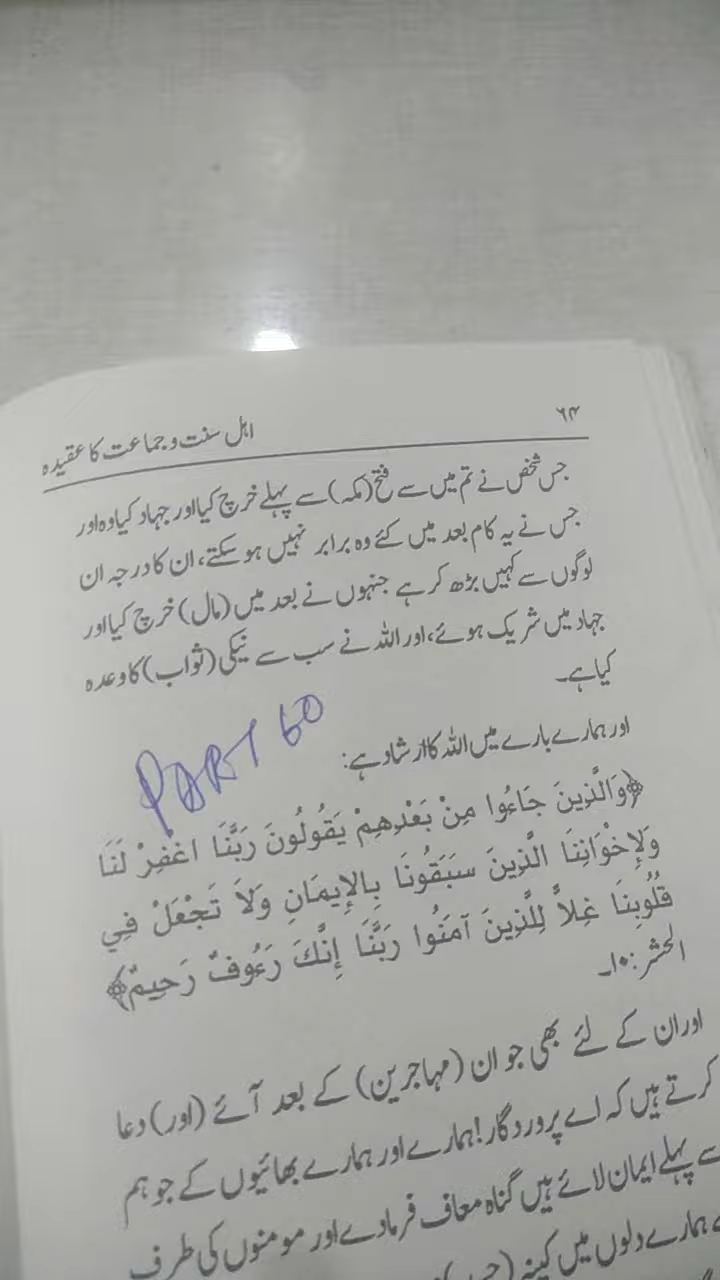 ۶۴
اہل سنت و جماعت کا عقیدہ
جس شخص نے تم میں سے فتح (مکہ) سے پہلے خرچ کیا اور جہاد کیا وہ اور
جس نے یہ کام بعد میں کئے وہ برابر نہیں ہو سکتے، ان کا درجہ ان
لوگوں سے کہیں بڑھ کر ہے جنہوں نے بعد میں (مال) خرچ کیا اور
جہاد میں شریک ہوئے، اور اللہ نے سب سے نیکی (ثواب) کا وعدہ
کیا ہے۔
PART 60
اور ہمارے بارے میں اللہ کا ارشاد ہے:
﴿وَالَّذِينَ جَاءُوا مِنْ بَعْدِهِمْ يَقُولُونَ رَبَّنَا اغْفِرْ لَنَا
وَلِإِخْوَانِنَا الَّذِينَ سَبَقُونَا بِالإِيمَانِ وَلاَ تَجْعَلْ فِي
قُلُوبِنَا غِلاًّ لِلَّذِينَ آمَنُوا رَبَّنَا إِنَّكَ رَءُوفٌ رَحِيمٌ﴾
الحشر: ۱۰۔
اور ان کے لئے بھی جو ان (مہاجرین) کے بعد آئے (اور) دعا
کرتے ہیں کہ اے پروردگار! ہمارے اور ہمارے بھائیوں کے جو ہم
سے پہلے ایمان لائے ہیں گناہ معاف فرما دے اور مومنوں کی طرف
ہمارے دلوں میں کینہ